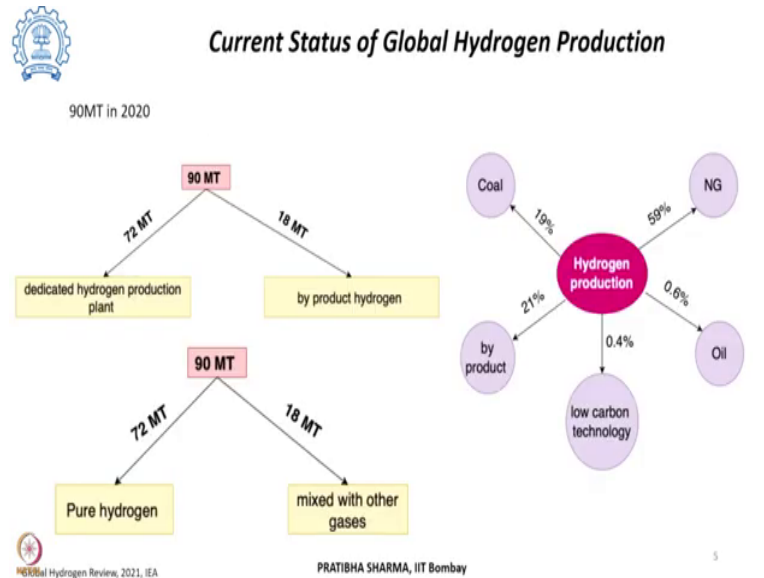 Current Status of Global Hydrogen Production
90MT in 2020
90 MT
72 MT
18 MT
dedicated hydrogen production
plant
by product hydrogen
90 MT
72 MT
18 MT
Pure hydrogen
mixed with other
gases
Coal
NG
19%
59%
Hydrogen
production
21%
0.6%
0.4%
by
product
Oil
low carbon
technology
Global Hydrogen Review, 2021, IEA
PRATIBHA SHARMA, IIT Bombay
5